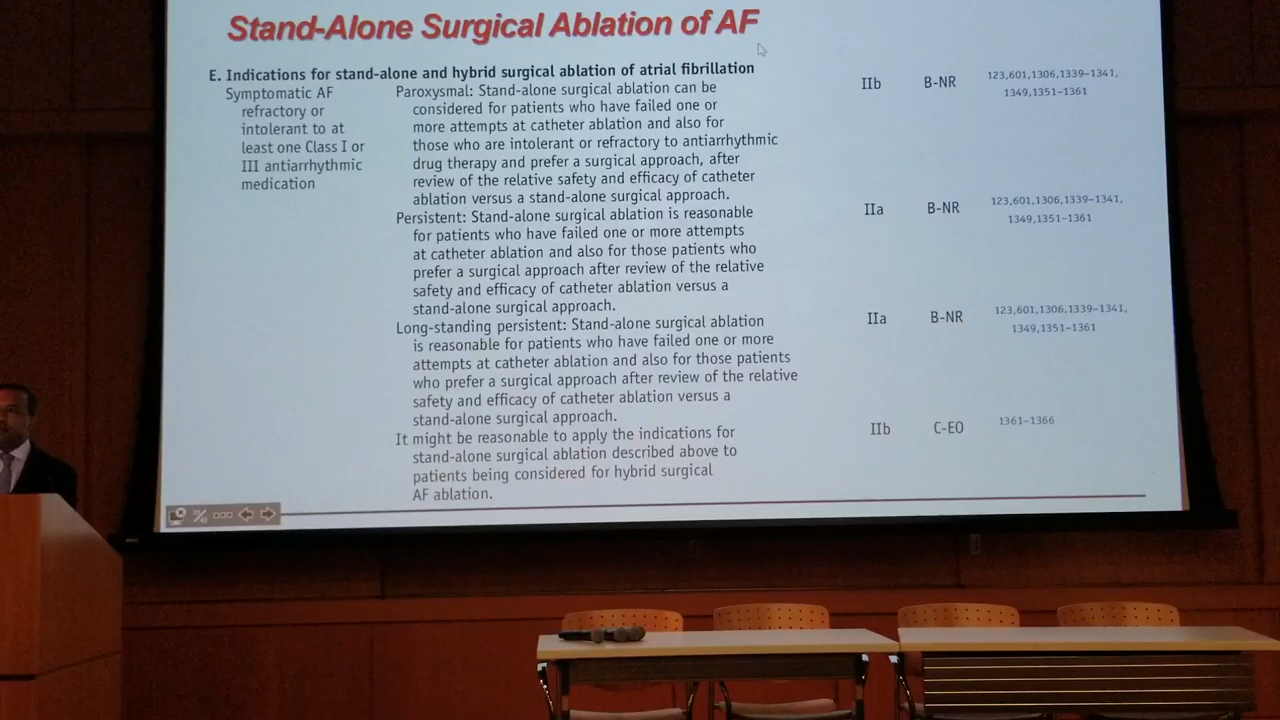 Stand-Alone Surgical Ablation of AF
E. Indications for stand-alone and hybrid surgical ablation of atrial fibrillation
Symptomatic AF
refractory or
intolerant to at
least one Class I or
III antiarrhythmic
medication
Paroxysmal: Stand-alone surgical ablation can be
considered for patients who have failed one or
more attempts at catheter ablation and also for
those who are intolerant or refractory to antiarrhythmic
drug therapy and prefer a surgical approach, after
review of the relative safety and efficacy of catheter
ablation versus a stand-alone surgical approach.
IIb
B-NR
123,601,1306,1339–1341,
1349,1351–1361
Persistent: Stand-alone surgical ablation is reasonable
for patients who have failed one or more attempts
at catheter ablation and also for those patients who
prefer a surgical approach after review of the relative
safety and efficacy of catheter ablation versus a
stand-alone surgical approach.
IIa
B-NR
123,601,1306,1339–1341,
1349,1351–1361
Long-standing persistent: Stand-alone surgical ablation
is reasonable for patients who have failed one or more
attempts at catheter ablation and also for those patients
who prefer a surgical approach after review of the relative
safety and efficacy of catheter ablation versus a
stand-alone surgical approach.
IIa
B-NR
123,601,1306,1339–1341,
1349,1351–1361
It might be reasonable to apply the indications for
stand-alone surgical ablation described above to
patients being considered for hybrid surgical
AF ablation.
IIb
C-EO
1361–1366